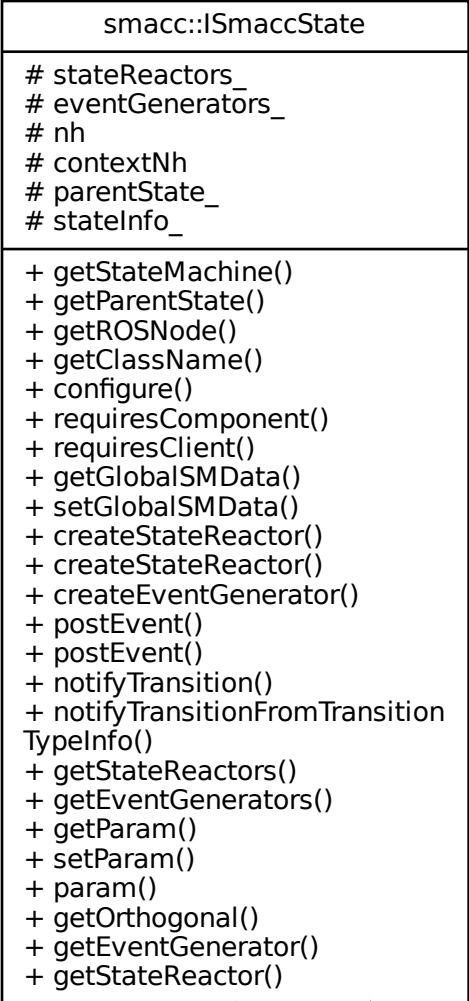 smacc::ISmaccState
# stateReactors_
# eventGenerators_
# nh
# contextNh
# parentState_
# stateInfo_
+ getStateMachine()
+ getParentState()
+ getROSNode()
+ getClassName()
+ configure()
+ requiresComponent()
+ requiresClient()
+ getGlobalSMData()
+ setGlobalSMData()
+ createStateReactor()
+ createStateReactor()
+ createEventGenerator()
+ postEvent()
+ postEvent()
+ notifyTransition()
+ notifyTransitionFromTransition
TypeInfo()
+ getStateReactors()
+ getEventGenerators()
+ getParam()
+ setParam()
+ param()
+ getOrthogonal()
+ getEventGenerator()
+ getStateReactor()